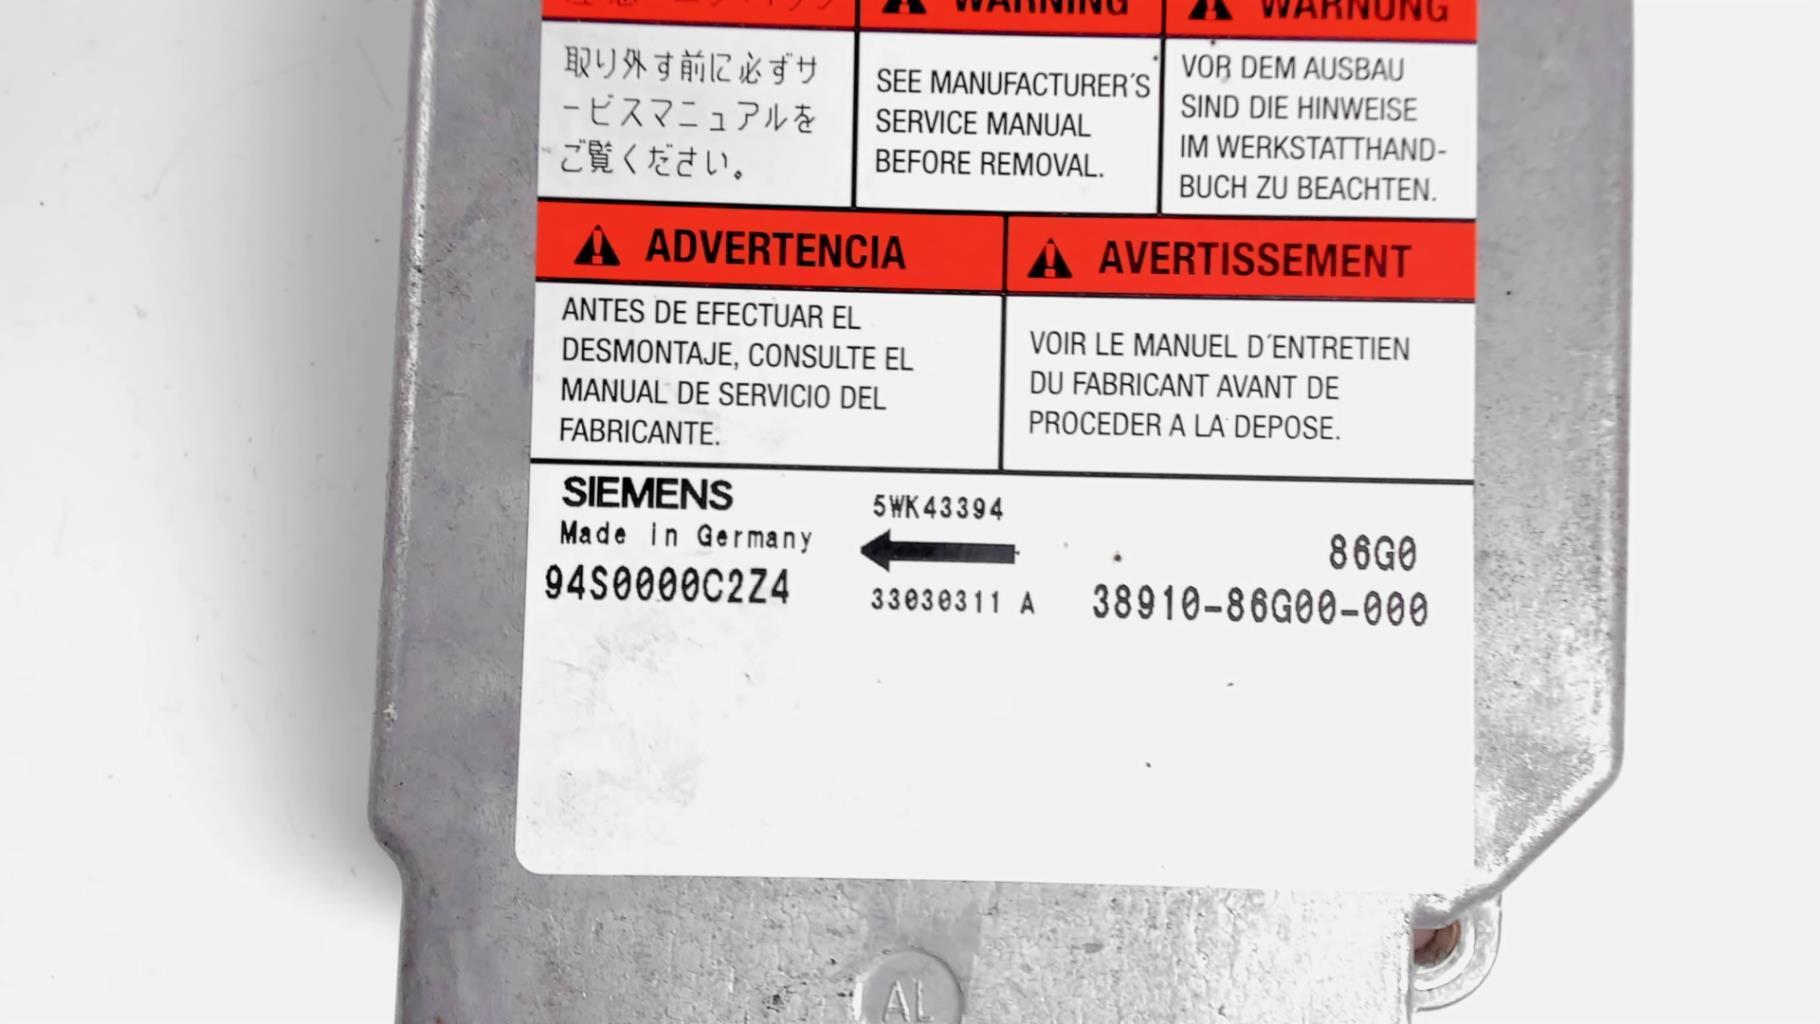 WARNING
WARNUNG
取り外す前に必ずサ
ービスマニュアルを
ご覧ください。
SEE MANUFACTURER'S
SERVICE MANUAL
BEFORE REMOVAL.
VOR DEM AUSBAU
SIND DIE HINWEISE
IM WERKSTATTHAND-
BUCH ZU BEACHTEN.
ADVERTENCIA
AVERTISSEMENT
ANTES DE EFECTUAR EL
DESMONTAJE, CONSULTE EL
MANUAL DE SERVICIO DEL
FABRICANTE.
VOIR LE MANUEL D'ENTRETIEN
DU FABRICANT AVANT DE
PROCEDER A LA DEPOSE.
SIEMENS
Made in Germany
94S0000C2Z4
5WK43394
33030311 A
86G0
38910-86G00-000
AL